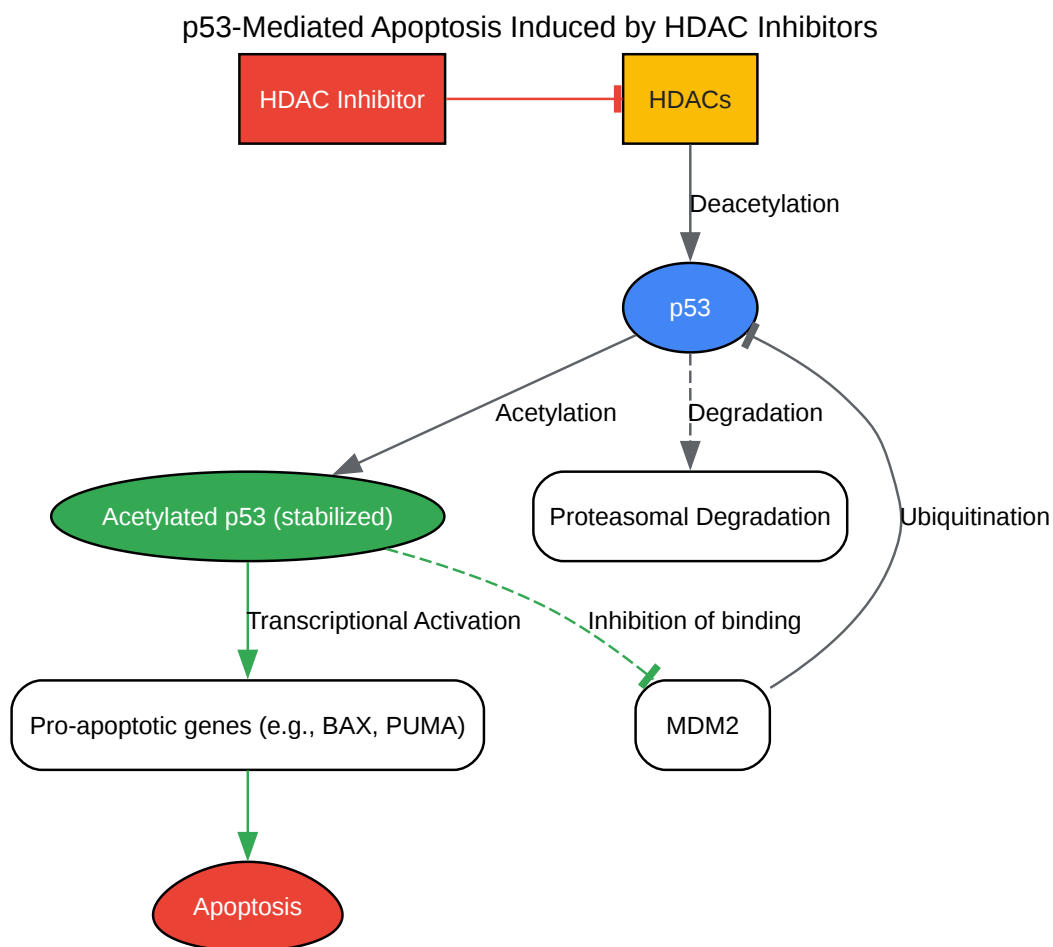 p53-Mediated Apoptosis Induced by HDAC Inhibitors
HDAC Inhibitor
HDACs
Deacetylation
p53
Acetylation
Degradation
Acetylated p53 (stabilized)
Proteasomal Degradation
Ubiquitination
Transcriptional Activation
Inhibition of binding
Pro-apoptotic genes (e.g., BAX, PUMA)
MDM2
Apoptosis